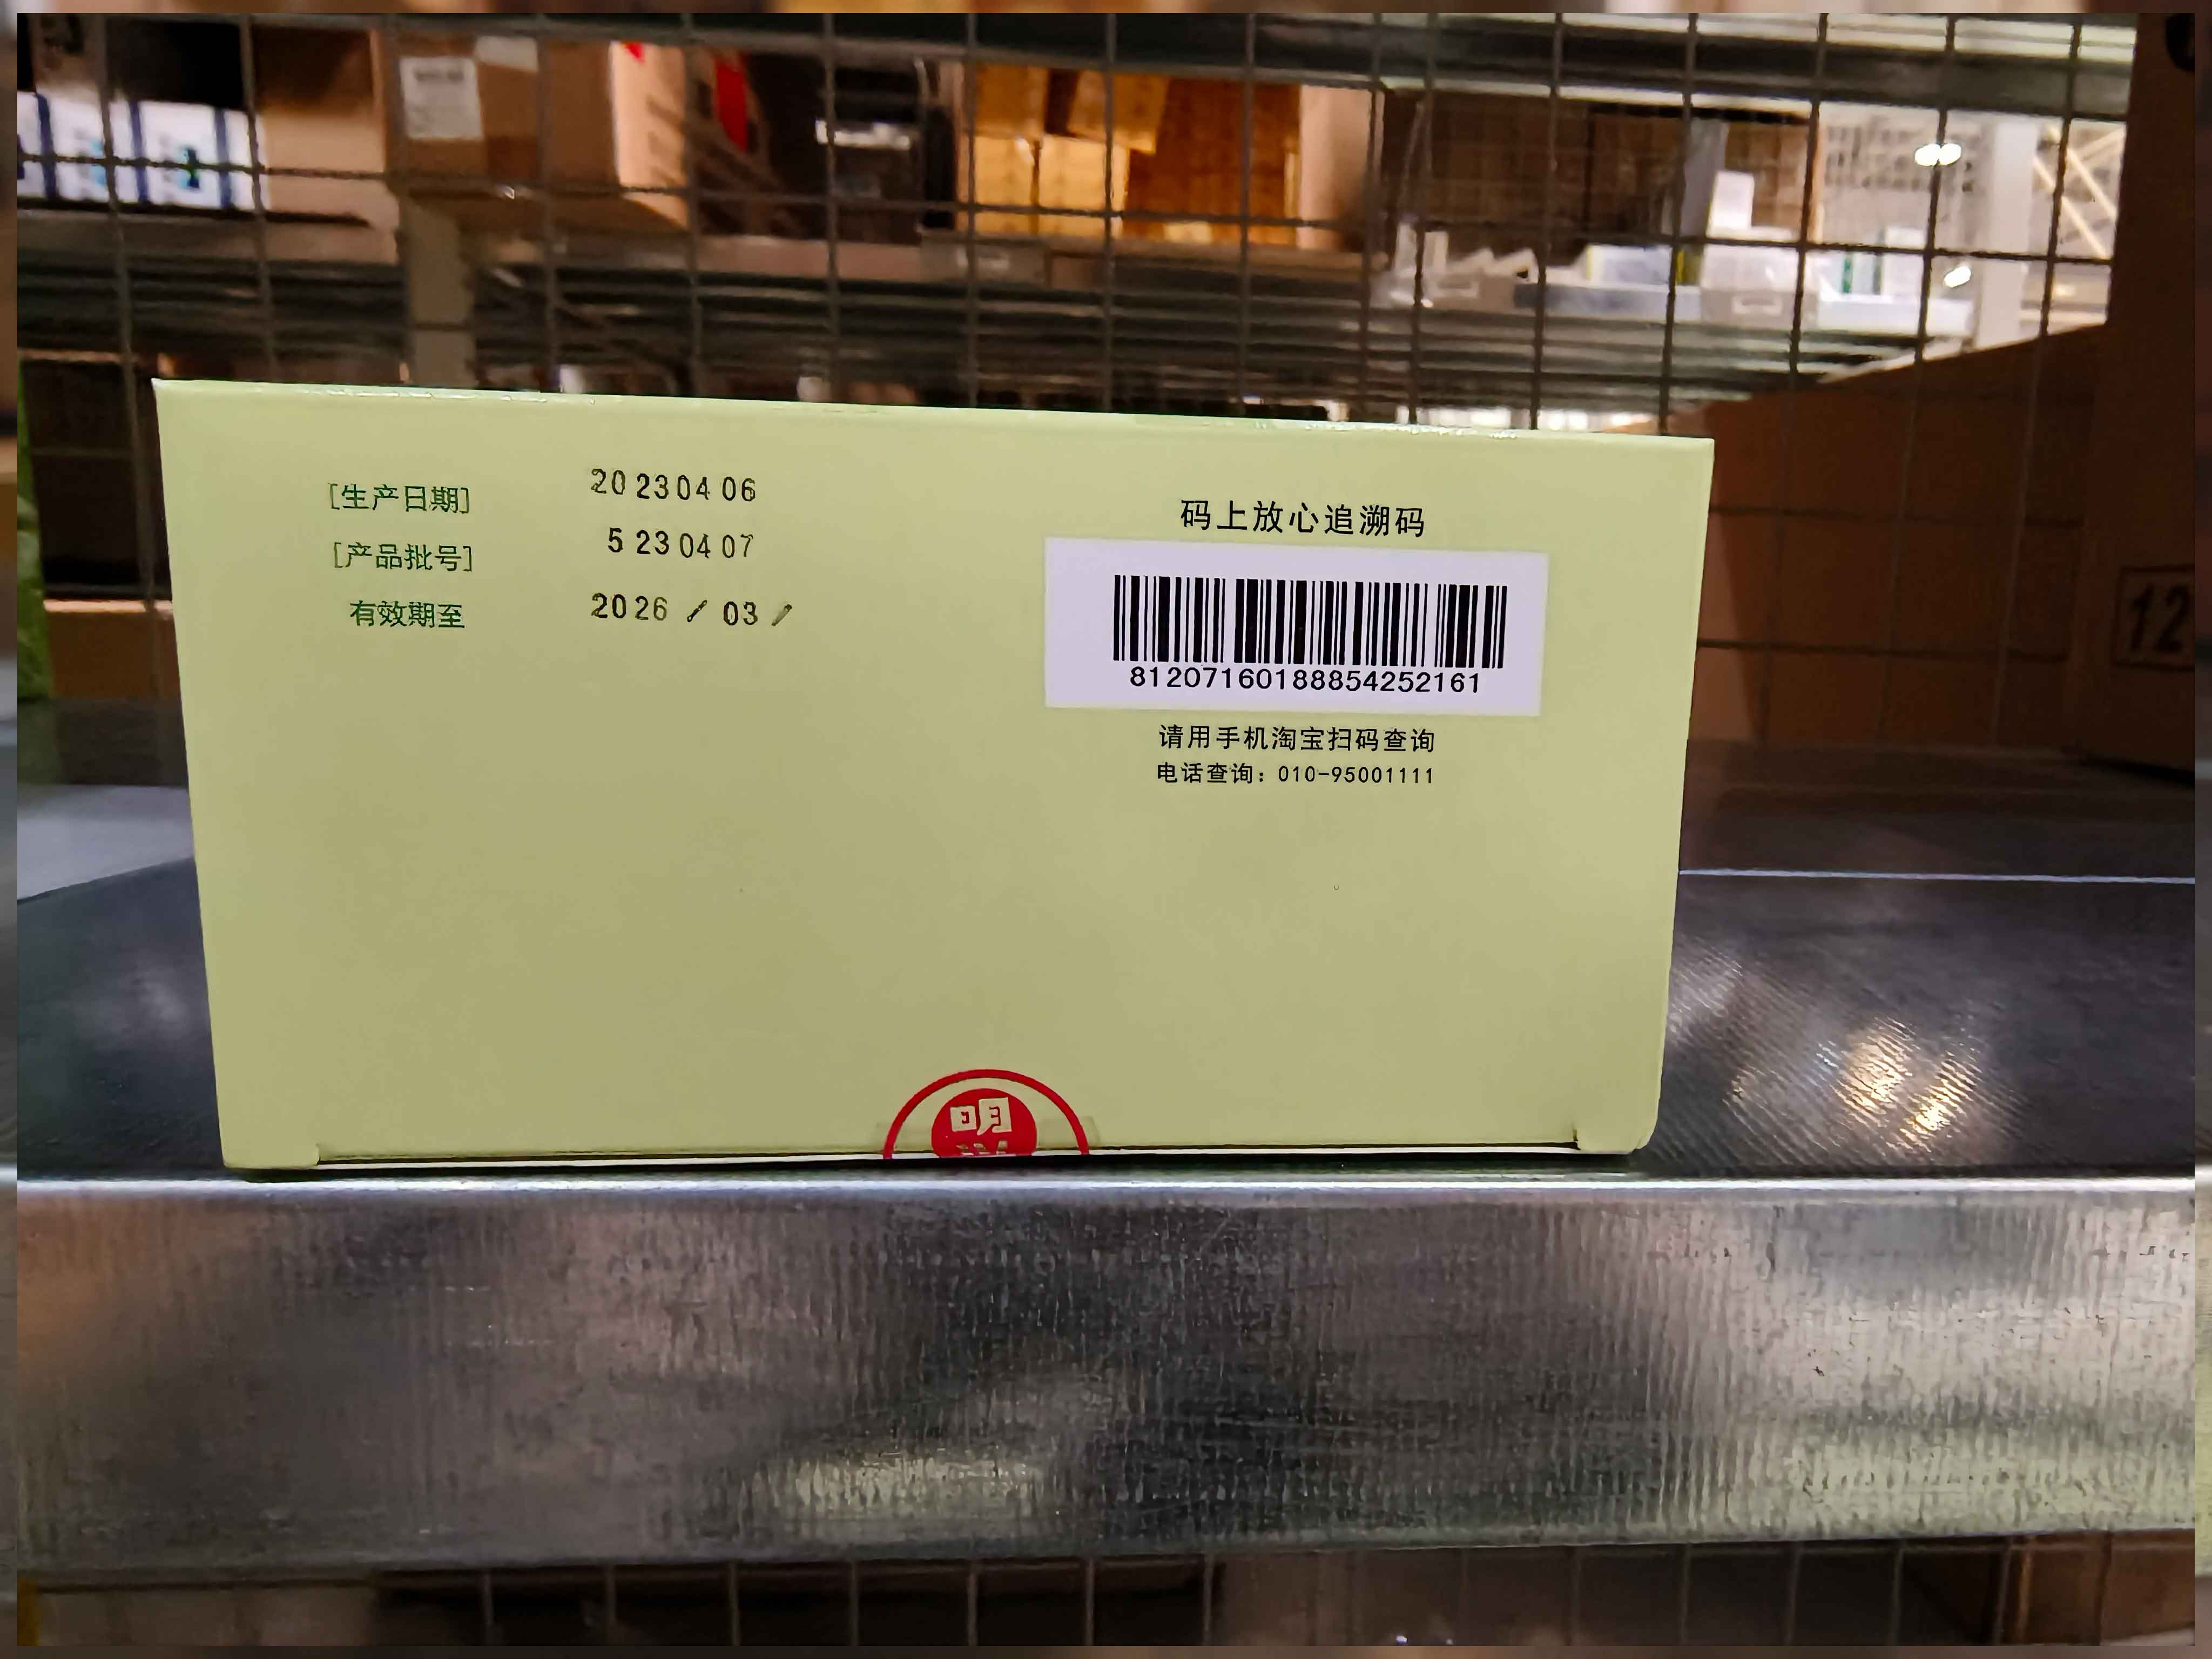 [生产日期] 20230406
[产品批号] 5230407
有效期至 2026 / 03 /
码上放心追溯码
81207160188854252161
请用手机淘宝扫码查询
电话查询：010-95001111
明
12